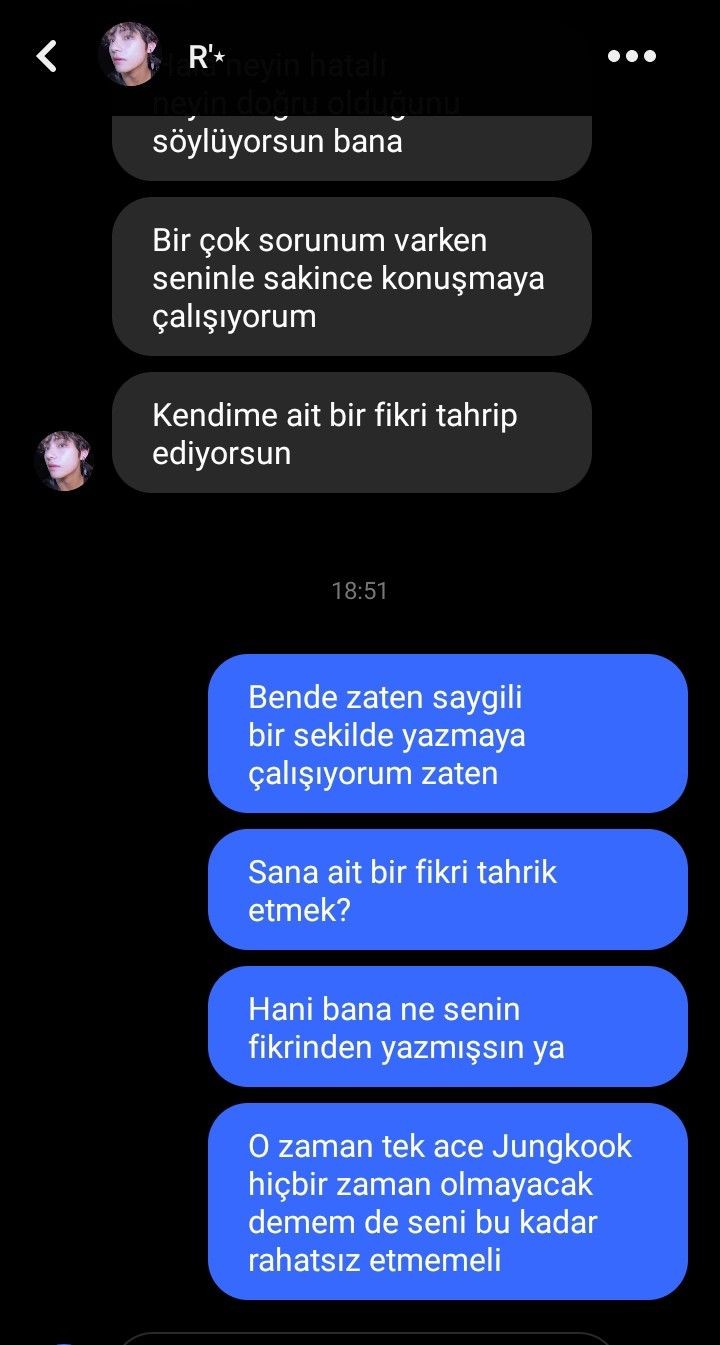 R'⋆
neyin hatalı
neyin doğru olduğunu
söylüyorsun bana
Bir çok sorunum varken
seninle sakince konuşmaya
çalışıyorum
Kendime ait bir fikri tahrip
ediyorsun
18:51
Bende zaten saygili
bir sekilde yazmaya
çalışıyorum zaten
Sana ait bir fikri tahrik
etmek?
Hani bana ne senin
fikrinden yazmışsın ya
O zaman tek ace Jungkook
hiçbir zaman olmayacak
demem de seni bu kadar
rahatsız etmemeli